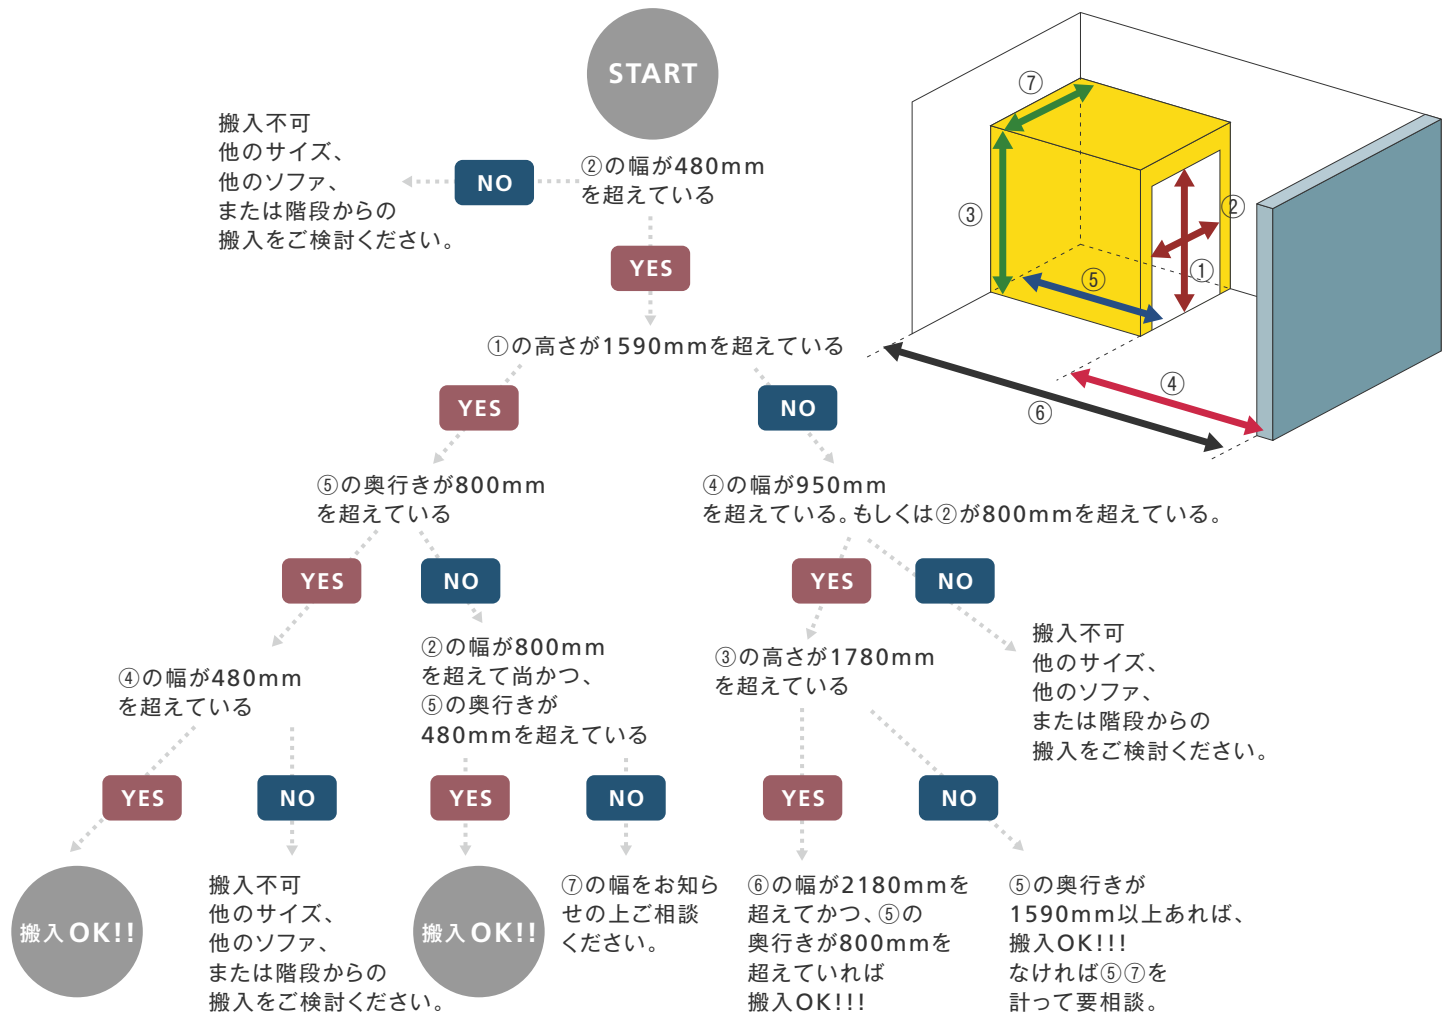 START
②の幅が480mm
を超えている
NO
搬入不可
他のサイズ、
他のソファ、
または階段からの
搬入をご検討ください。
YES
①の高さが1590mmを超えている
YES
NO
⑤の奥行きが800mm
を超えている
④の幅が950mm
を超えている。もしくは②が800mmを超えている。
YES
NO
YES
NO
④の幅が480mm
を超えている
②の幅が800mm
を超えて尚かつ、
⑤の奥行きが
480mmを超えている
③の高さが1780mm
を超えている
搬入不可
他のサイズ、
他のソファ、
または階段からの
搬入をご検討ください。
YES
NO
YES
NO
YES
NO
搬入OK!!
搬入不可
他のサイズ、
他のソファ、
または階段からの
搬入をご検討ください。
搬入OK!!
⑦の幅をお知ら
せの上ご相談
ください。
⑥の幅が2180mmを
超えてかつ、⑤の
奥行きが800mmを
超えていれば
搬入OK!!!
⑤の奥行きが
1590mm以上あれば、
搬入OK!!!
なければ⑤⑦を
計って要相談。
⑦
③
②
①
⑤
④
⑥